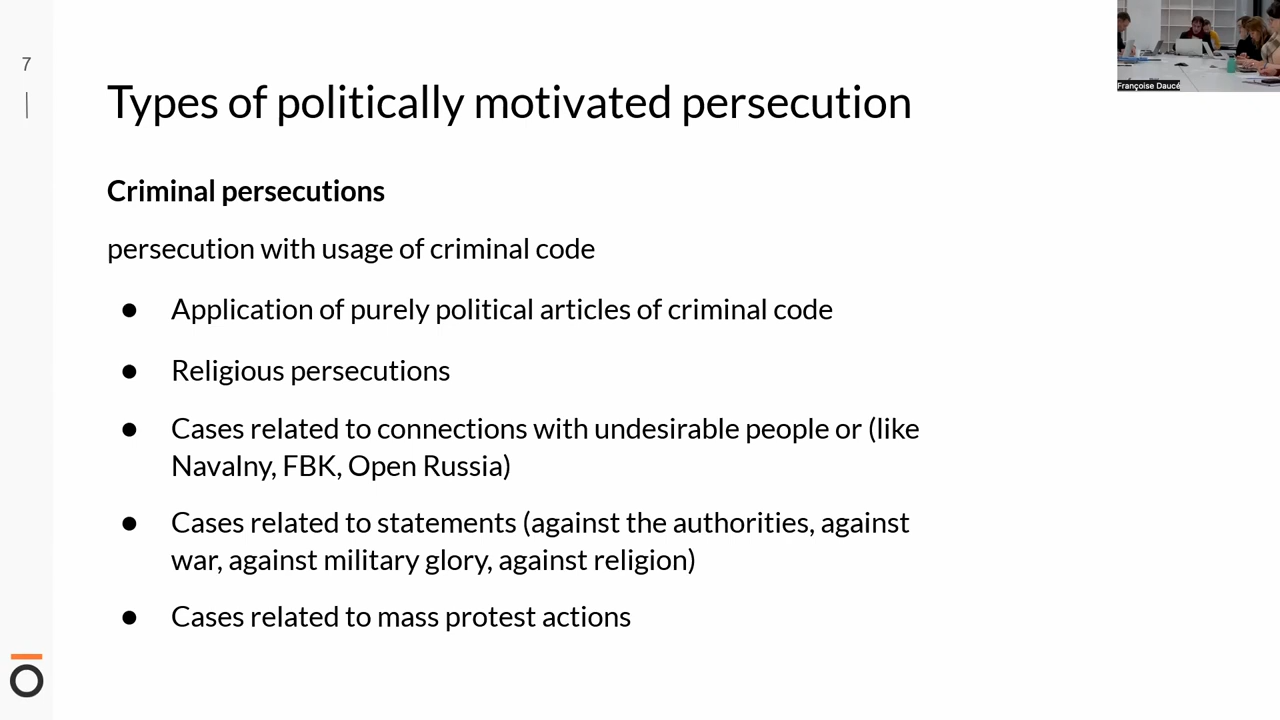 7
Types of politically motivated persecution
Françoise Daucé
Criminal persecutions
persecution with usage of criminal code
● Application of purely political articles of criminal code
● Religious persecutions
● Cases related to connections with undesirable people or (like
Navalny, FBK, Open Russia)
● Cases related to statements (against the authorities, against
war, against military glory, against religion)
● Cases related to mass protest actions